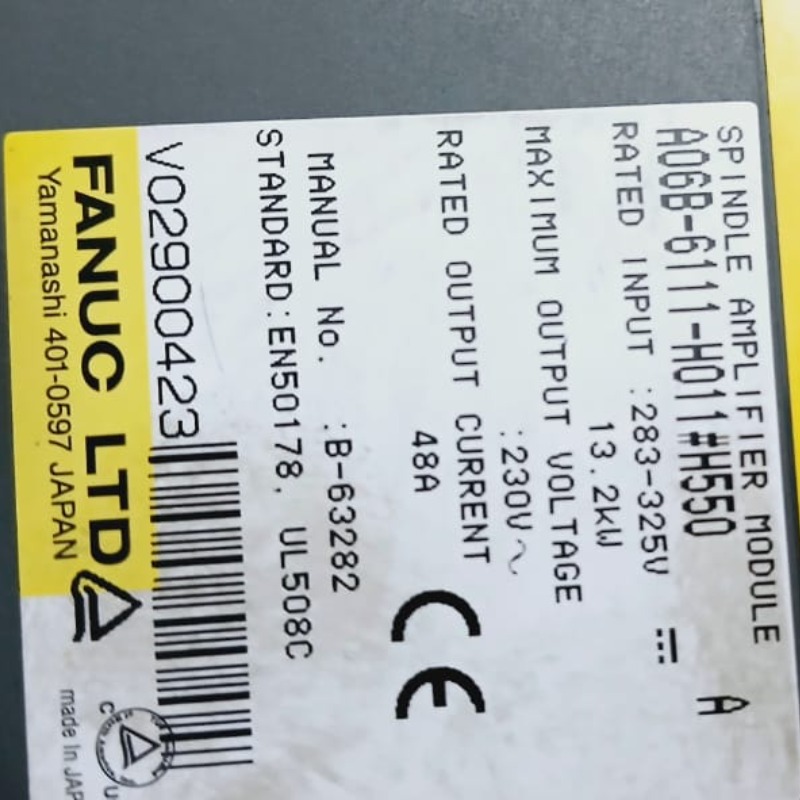 SPINDLE AMPLIFIER MODULE
A06B-6111-H011#H550 A
RATED INPUT :283-325V ⎓
13.2kW
MAXIMUM OUTPUT VOLTAGE
:230V～
RATED OUTPUT CURRENT
48A
CE
MANUAL No. :B-63282
STANDARD:EN50178, UL508C
V02900423
FANUC LTD
Yamanashi 401-0597 JAPAN
C U
made In JAP